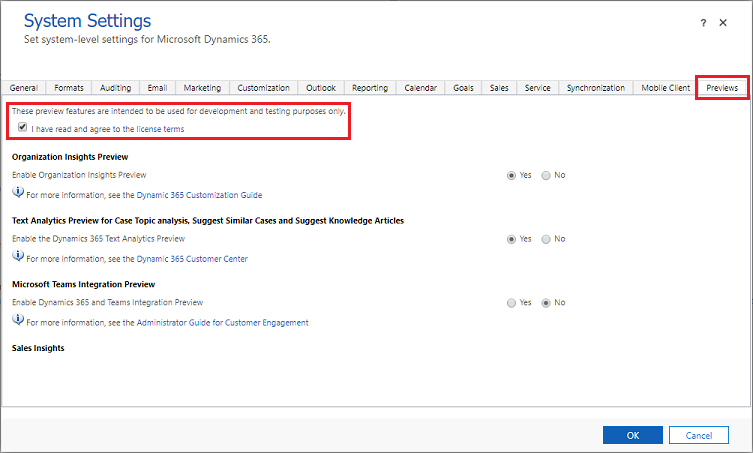 System Settings
Set system-level settings for Microsoft Dynamics 365.
?
General Formats Auditing Email Marketing Customization Outlook Reporting Calendar Goals Sales Service Synchronization Mobile Client Previews
These preview features are intended to be used for development and testing purposes only.
I have read and agree to the license terms
Organization Insights Preview
Enable Organization Insights Preview Yes No
For more information, see the Dynamic 365 Customization Guide
Text Analytics Preview for Case Topic analysis, Suggest Similar Cases and Suggest Knowledge Articles
Enable the Dynamics 365 Text Analytics Preview Yes No
For more information, see the Dynamic 365 Customer Center
Microsoft Teams Integration Preview
Enable Dynamics 365 and Teams Integration Preview Yes No
For more information, see the Administrator Guide for Customer Engagement
Sales Insights
OK Cancel